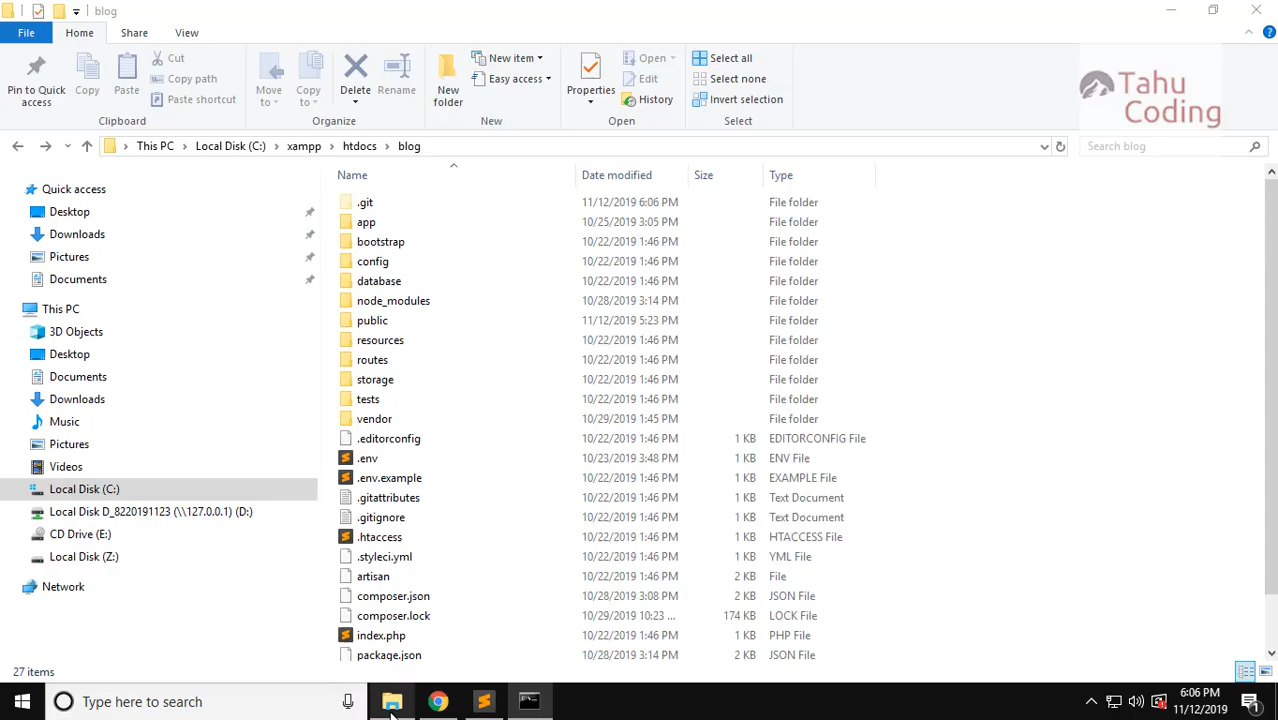 blog
File Home Share View
Pin to Quick access
Copy
Paste
Cut
Copy path
Paste shortcut
Clipboard
Move to
Copy to
Delete
Rename
Organize
New folder
New item
Easy access
New
Properties
Open
Edit
History
Open
Select all
Select none
Invert selection
Select
Tahu
Coding
This PC > Local Disk (C:) > xampp > htdocs > blog
Search blog
Name Date modified Size Type
Quick access
Desktop
Downloads
Pictures
Documents
This PC
3D Objects
Desktop
Documents
Downloads
Music
Pictures
Videos
Local Disk (C:)
Local Disk D_8220191123 (\\127.0.0.1) (D:)
CD Drive (E:)
Local Disk (Z:)
Network
.git 11/12/2019 6:06 PM File folder
app 10/25/2019 3:05 PM File folder
bootstrap 10/22/2019 1:46 PM File folder
config 10/22/2019 1:46 PM File folder
database 10/22/2019 1:46 PM File folder
node_modules 10/28/2019 3:14 PM File folder
public 11/12/2019 5:23 PM File folder
resources 10/22/2019 1:46 PM File folder
routes 10/22/2019 1:46 PM File folder
storage 10/22/2019 1:46 PM File folder
tests 10/22/2019 1:46 PM File folder
vendor 10/29/2019 1:45 PM File folder
.editorconfig 10/22/2019 1:46 PM 1 KB EDITORCONFIG File
.env 10/23/2019 3:48 PM 1 KB ENV File
.env.example 10/22/2019 1:46 PM 1 KB EXAMPLE File
.gitattributes 10/22/2019 1:46 PM 1 KB Text Document
.gitignore 10/22/2019 1:46 PM 1 KB Text Document
.htaccess 10/22/2019 1:46 PM 1 KB HTACCESS File
.styleci.yml 10/22/2019 1:46 PM 1 KB YML File
artisan 10/22/2019 1:46 PM 2 KB File
composer.json 10/28/2019 3:08 PM 2 KB JSON File
composer.lock 10/29/2019 10:23 ... 174 KB LOCK File
index.php 10/22/2019 1:46 PM 1 KB PHP File
package.json 10/28/2019 3:14 PM 2 KB JSON File
27 items
Type here to search
6:06 PM
11/12/2019
1